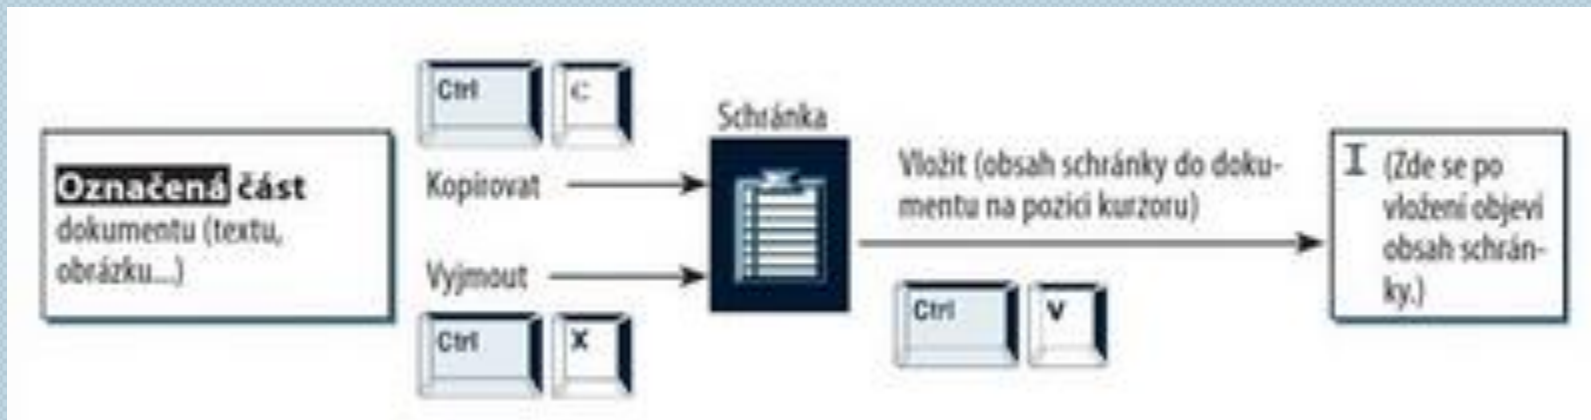 Označená část
dokumentu (textu,
obrázku...)
Ctrl C
Kopírovat
Vyjmout
Ctrl X
Schránka
Vložit (obsah schránky do doku-
mentu na pozici kurzoru)
Ctrl V
(Zde se po
vložení objeví
obsah schrán-
ky.)